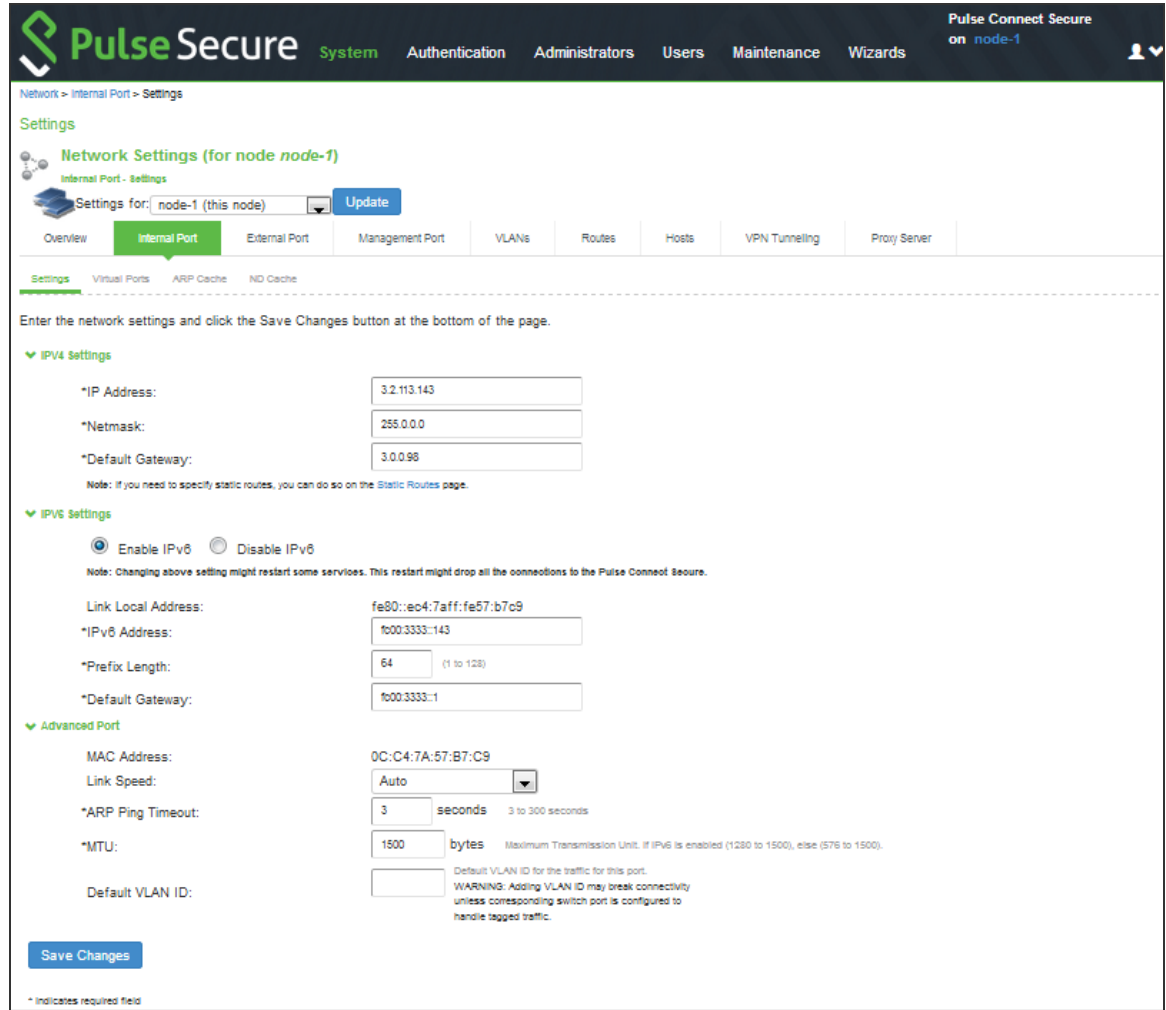 Pulse Secure System Authentication Administrators Users Maintenance Wizards
Pulse Connect Secure
on node-1
Network > Internal Port > Settings
Settings
Network Settings (for node node-1)
Internal Port - Settings
Settings for: node-1 (this node) Update
Overview Internal Port External Port Management Port VLANs Routes Hosts VPN Tunneling Proxy Server
Settings Virtual Ports ARP Cache ND Cache
Enter the network settings and click the Save Changes button at the bottom of the page.
IPV4 Settings
*IP Address: 3.2.113.143
*Netmask: 255.0.0.0
*Default Gateway: 3.0.0.98
Note: If you need to specify static routes, you can do so on the Static Routes page.
IPV6 Settings
Enable IPv6 Disable IPv6
Note: Changing above setting might restart some services. This restart might drop all the connections to the Pulse Connect Secure.
Link Local Address: fe80::ec4:7aff:fe57:b7c9
*IPv6 Address: fc00:3333::143
*Prefix Length: 64 (1 to 128)
*Default Gateway: fc00:3333::1
Advanced Port
MAC Address: 0C:C4:7A:57:B7:C9
Link Speed: Auto
*ARP Ping Timeout: 3 seconds 3 to 300 seconds
*MTU: 1500 bytes Maximum Transmission Unit. If IPv6 is enabled (1280 to 1500), else (576 to 1500).
Default VLAN ID:
Default VLAN ID for the traffic for this port.
WARNING: Adding VLAN ID may break connectivity
unless corresponding switch port is configured to
handle tagged traffic.
Save Changes
* indicates required field